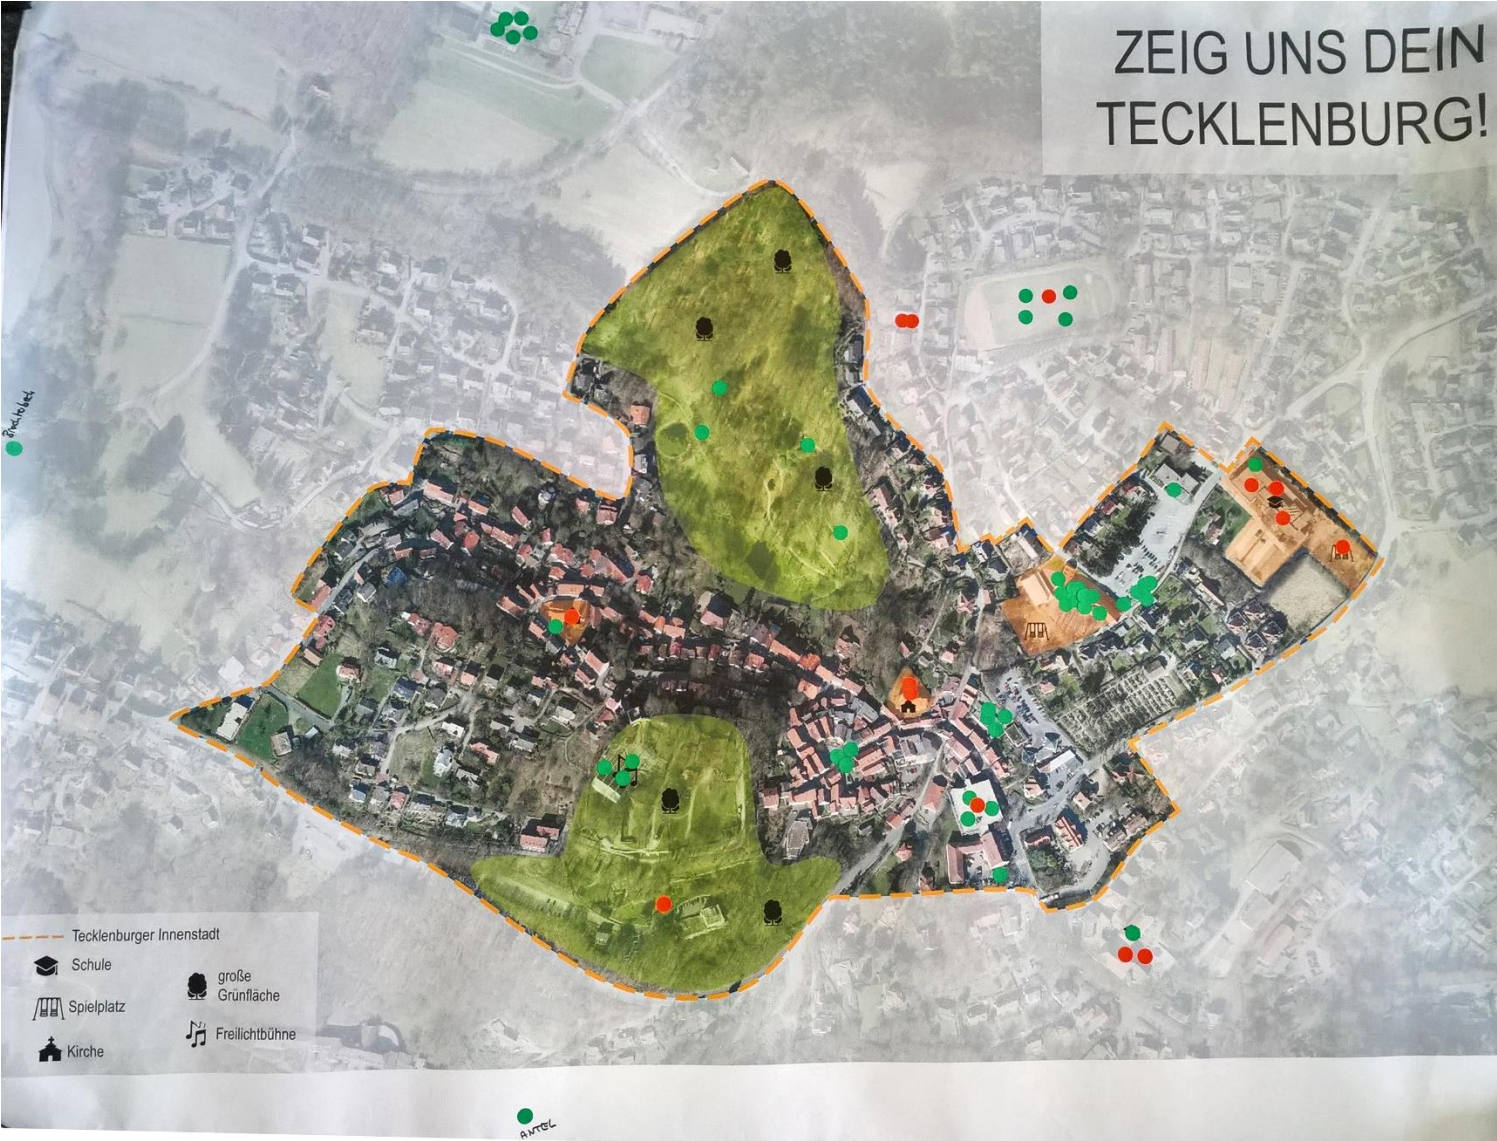 ZEIG UNS DEIN
TECKLENBURG!
Tecklenburger Innenstadt
Schule
Spielplatz
Kirche
große
Grünfläche
Freilichtbühne